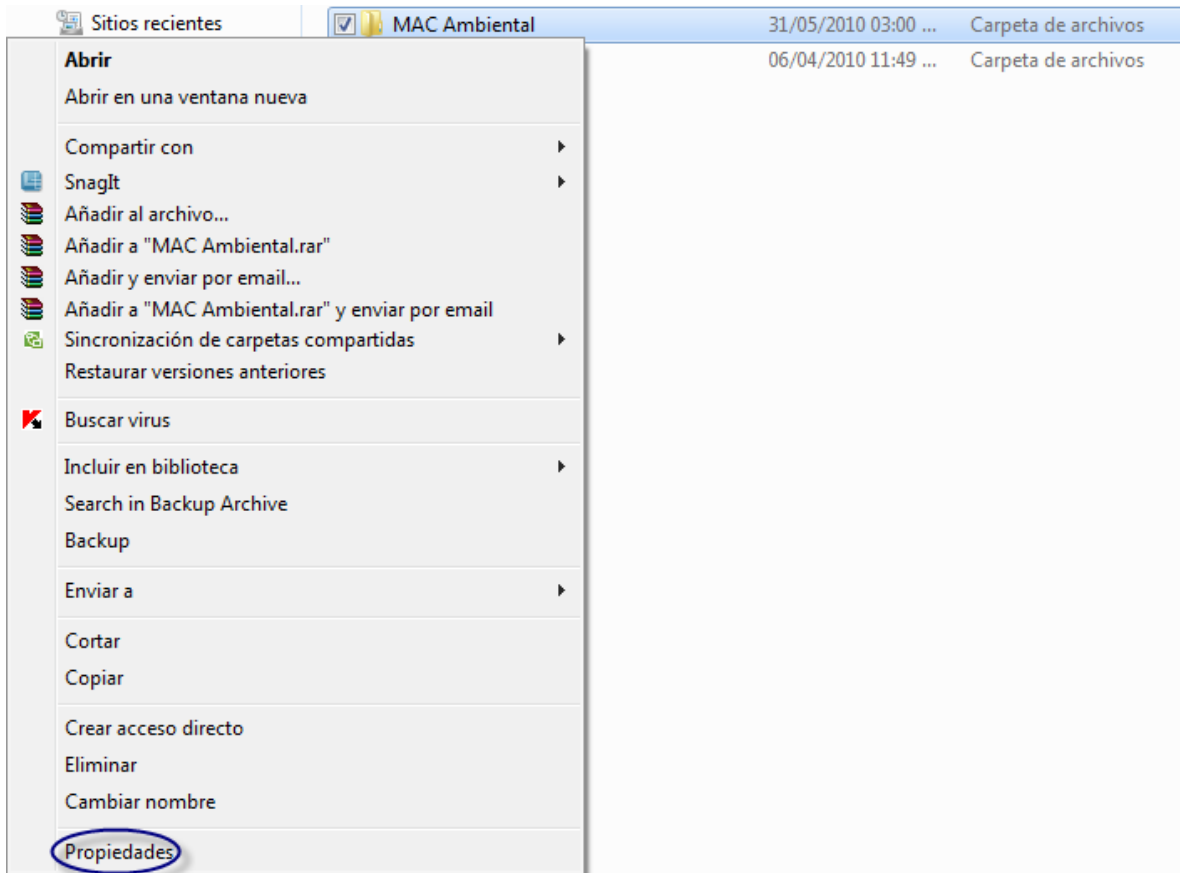 Sitios recientes MAC Ambiental 31/05/2010 03:00 ... Carpeta de archivos
06/04/2010 11:49 ... Carpeta de archivos
Abrir
Abrir en una ventana nueva
Compartir con
SnagIt
Añadir al archivo...
Añadir a "MAC Ambiental.rar"
Añadir y enviar por email...
Añadir a "MAC Ambiental.rar" y enviar por email
Sincronización de carpetas compartidas
Restaurar versiones anteriores
Buscar virus
Incluir en biblioteca
Search in Backup Archive
Backup
Enviar a
Cortar
Copiar
Crear acceso directo
Eliminar
Cambiar nombre
Propiedades